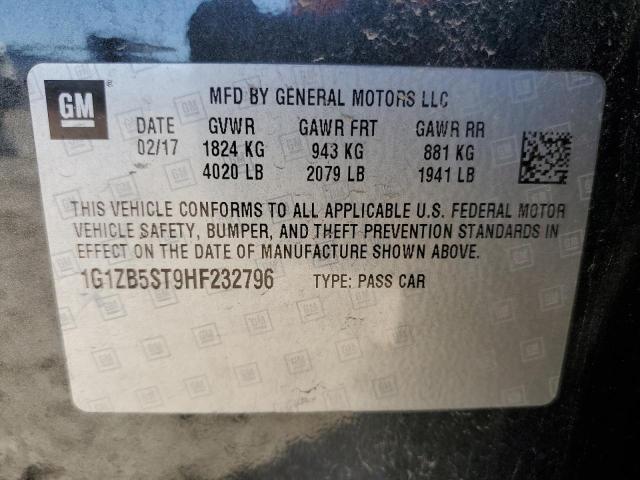 GM ®
MFD BY GENERAL MOTORS LLC
DATE GVWR GAWR FRT GAWR RR
02/17 1824 KG 943 KG 881 KG
4020 LB 2079 LB 1941 LB
THIS VEHICLE CONFORMS TO ALL APPLICABLE U.S. FEDERAL MOTOR
VEHICLE SAFETY, BUMPER, AND THEFT PREVENTION STANDARDS IN
EFFECT ON THE DATE OF MANUFACTURE SHOWN ABOVE.
1G1ZB5ST9HF232796 TYPE: PASS CAR